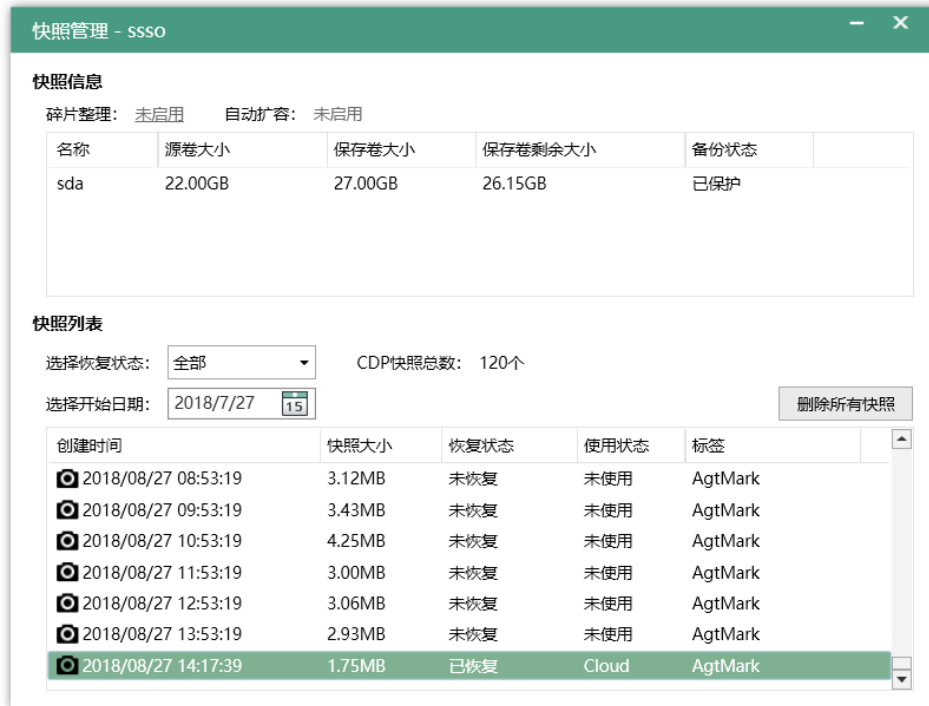 快照管理 - ssso
快照信息
碎片整理： 未启用 自动扩容： 未启用
名称 源卷大小 保存卷大小 保存卷剩余大小 备份状态
sda 22.00GB 27.00GB 26.15GB 已保护
快照列表
选择恢复状态： 全部 CDP快照总数： 120个
选择开始日期： 2018/7/27 15 删除所有快照
创建时间 快照大小 恢复状态 使用状态 标签
2018/08/27 08:53:19 3.12MB 未恢复 未使用 AgtMark
2018/08/27 09:53:19 3.43MB 未恢复 未使用 AgtMark
2018/08/27 10:53:19 4.25MB 未恢复 未使用 AgtMark
2018/08/27 11:53:19 3.00MB 未恢复 未使用 AgtMark
2018/08/27 12:53:19 3.06MB 未恢复 未使用 AgtMark
2018/08/27 13:53:19 2.93MB 未恢复 未使用 AgtMark
2018/08/27 14:17:39 1.75MB 已恢复 Cloud AgtMark